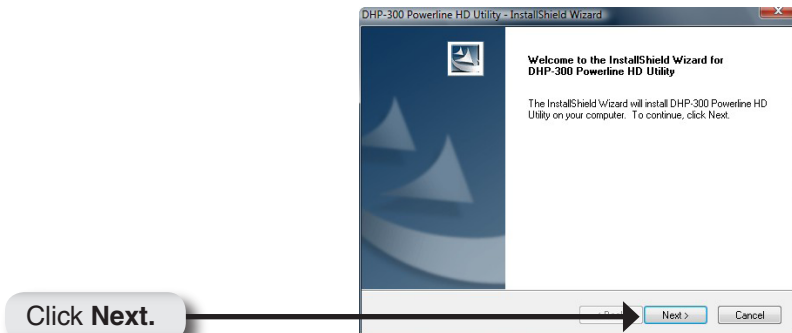 DHP-300 Powerline HD Utility - InstallShield Wizard
Welcome to the InstallShield Wizard for
DHP-300 Powerline HD Utility
The InstallShield Wizard will install DHP-300 Powerline HD
Utility on your computer. To continue, click Next.
Click Next.
Next >
Cancel